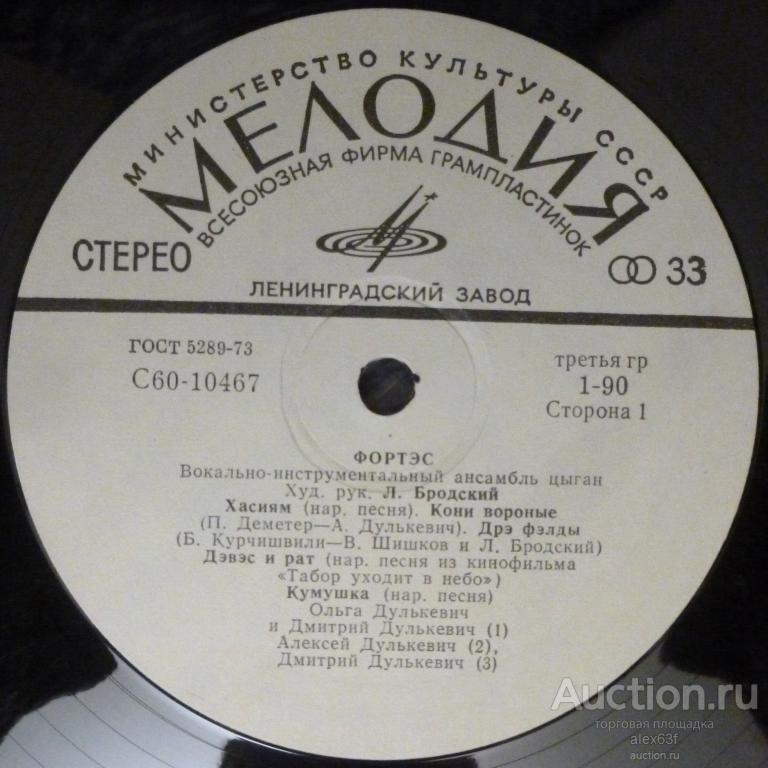 МИНИСТЕРСТВО КУЛЬТУРЫ СССР
МЕЛОДИЯ
ВСЕСОЮЗНАЯ ФИРМА ГРАМПЛАСТИНОК
СТЕРЕО
33
ЛЕНИНГРАДСКИЙ ЗАВОД
ГОСТ 5289-73
третья гр
С60-10467
1-90
Сторона 1
ФОРТЭС
Вокально-инструментальный ансамбль цыган
Худ. рук. Л. Бродский
Хасиям (нар. песня). Кони вороные
(П. Деметер—А. Дулькевич). Дрэ фэлды
(Б. Курчишвили—В. Шишков и Л. Бродский)
Дэвэс и рат (нар. песня из кинофильма
«Табор уходит в небо»)
Кумушка (нар. песня)
Ольга Дулькевич
и Дмитрий Дулькевич (1)
Алексей Дулькевич (2),
Дмитрий Дулькевич (3)
Auction.ru
торговая площадка
alex63f
auction.ru